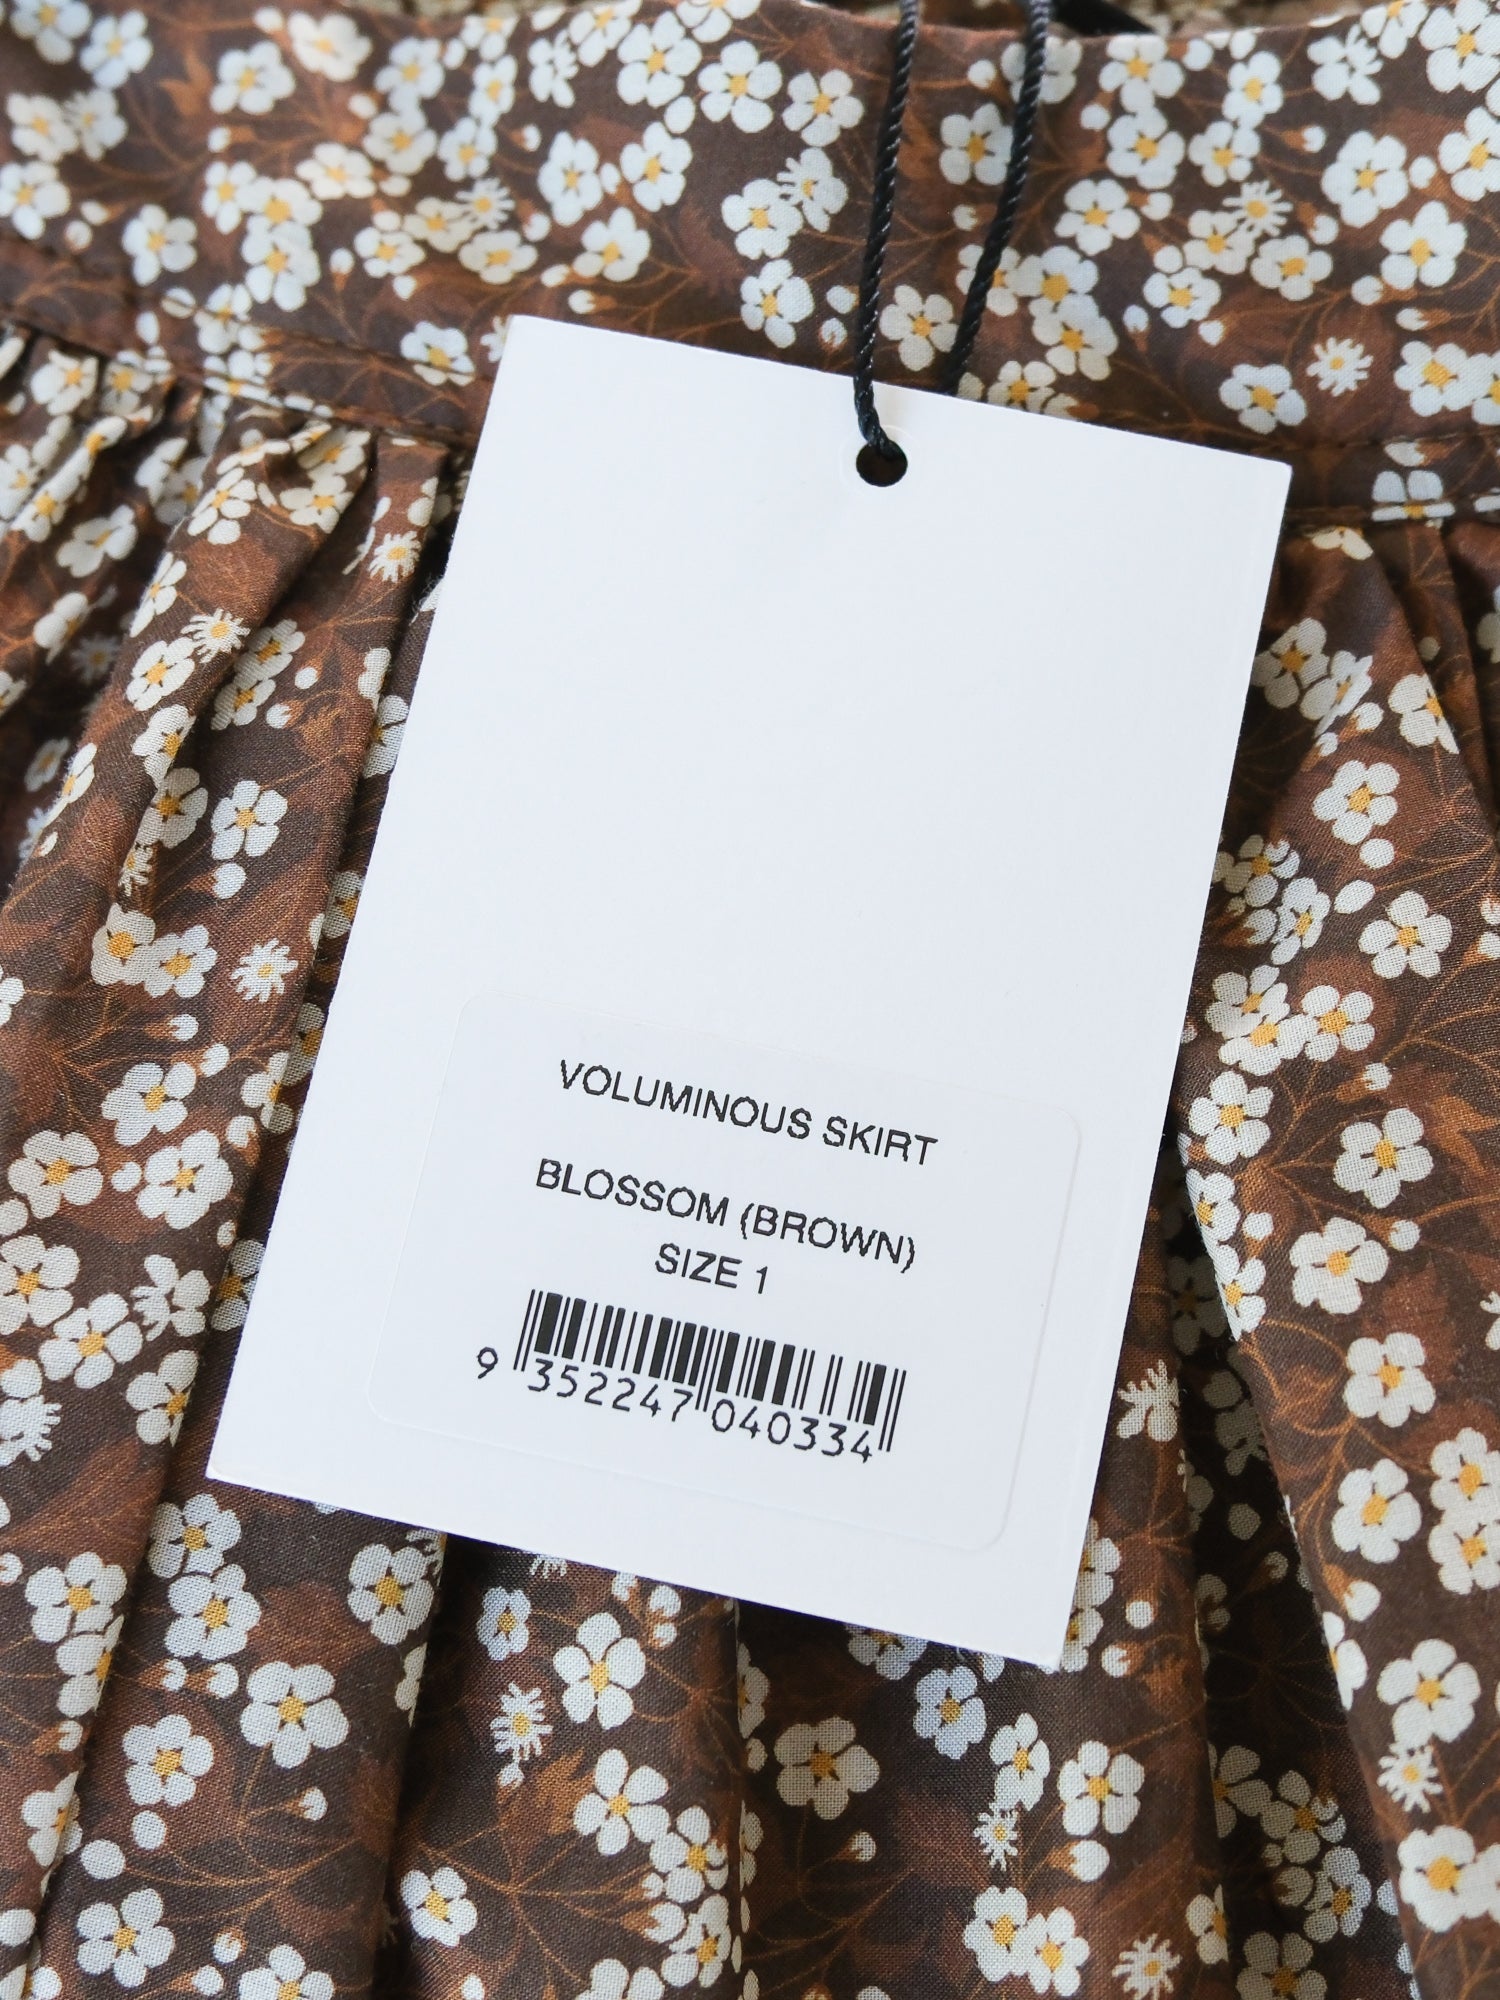 VOLUMINOUS SKIRT
BLOSSOM (BROWN)
SIZE 1
9 352247 040334